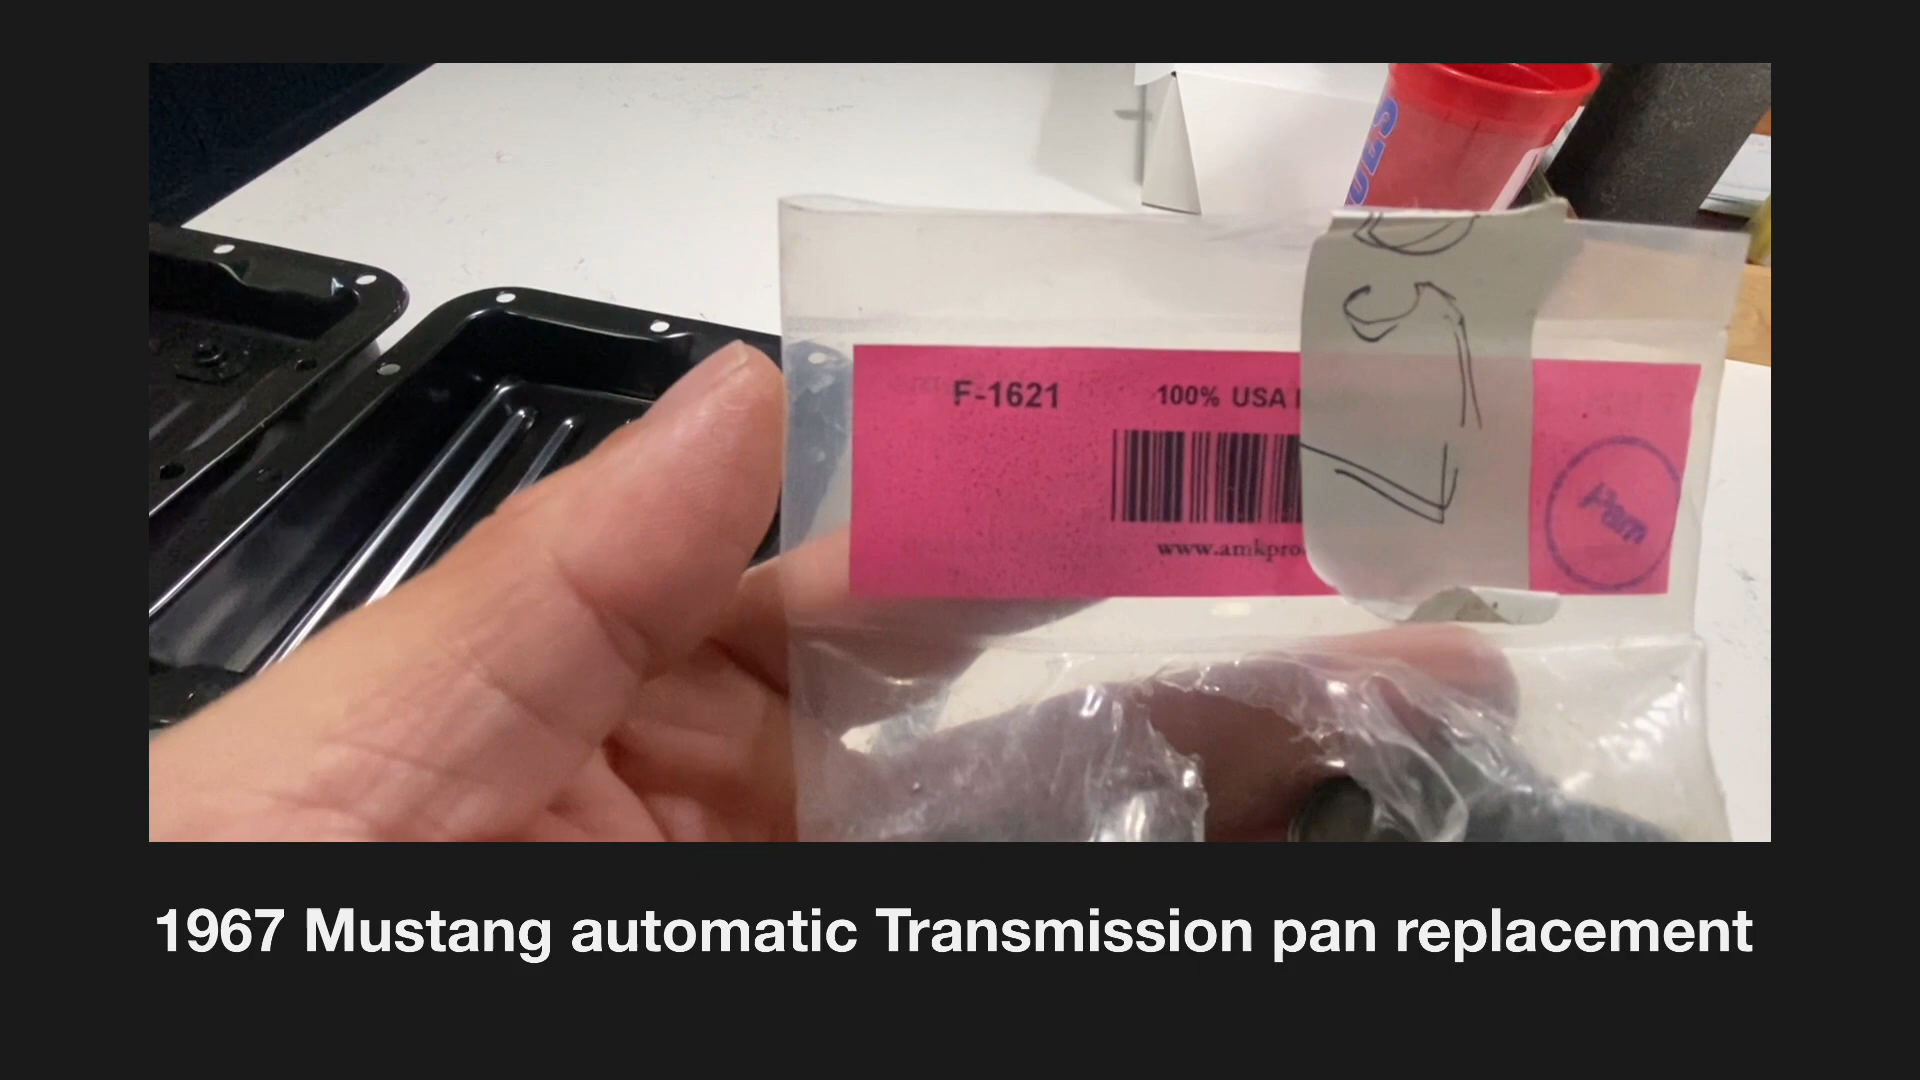 F-1621
100% USA
www.amkpro
Pam
1967 Mustang automatic Transmission pan replacement